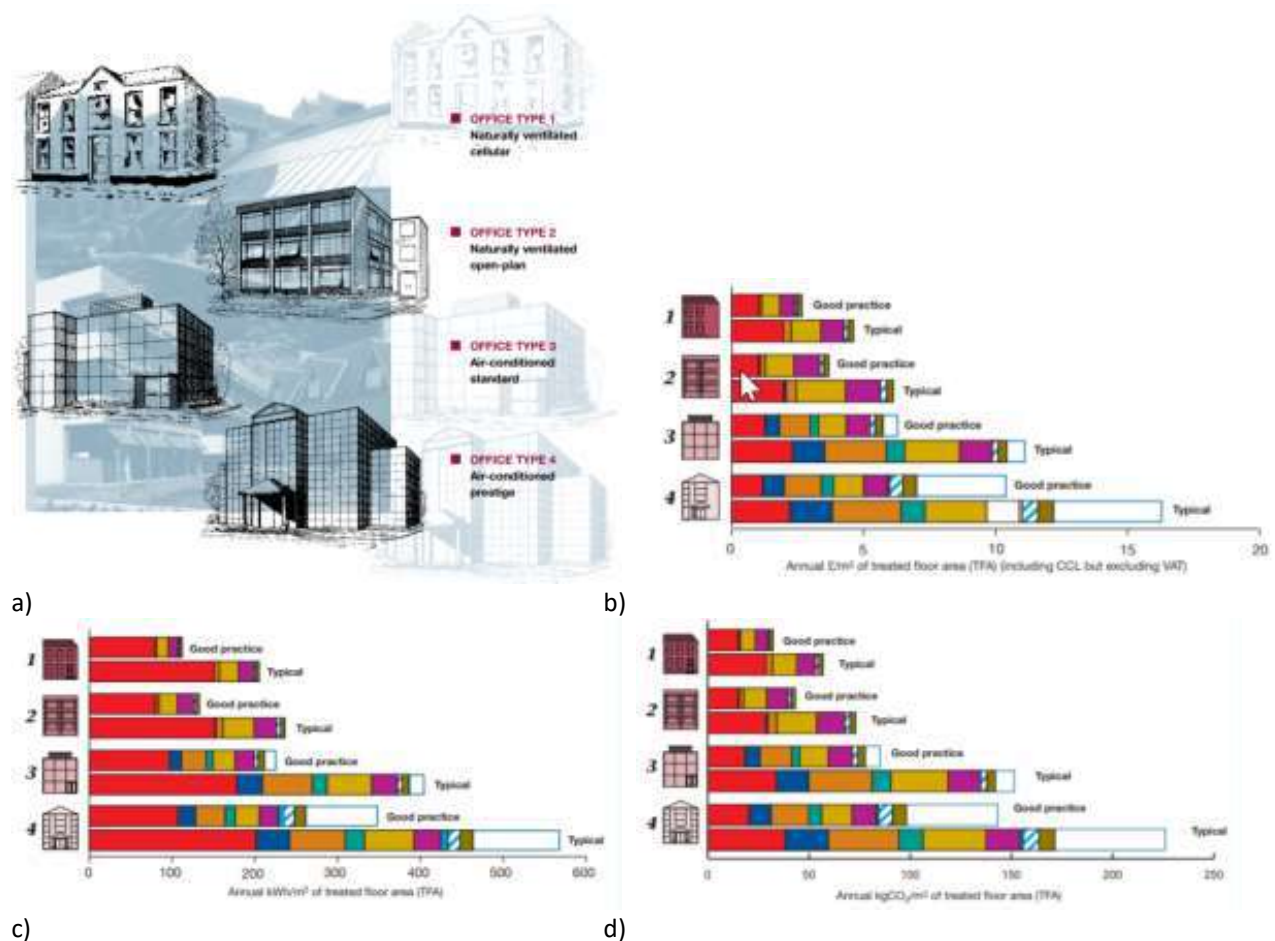 OFFICE TYPE 1
Naturally ventilated
cellular
OFFICE TYPE 2
Naturally ventilated
open-plan
OFFICE TYPE 3
Air-conditioned
standard
OFFICE TYPE 4
Air-conditioned
prestige
a)
1
Good practice
Typical
2
Good practice
Typical
3
Good practice
Typical
4
Good practice
Typical
0 5 10 15 20
Annual £/m² of treated floor area (TFA) (including CCL but excluding VAT)
b)
1
Good practice
Typical
2
Good practice
Typical
3
Good practice
Typical
4
Good practice
Typical
0 100 200 300 400 500 600
Annual kWh/m² of treated floor area (TFA)
c)
1
Good practice
Typical
2
Good practice
Typical
3
Good practice
Typical
4
Good practice
Typical
0 50 100 150 200 250
Annual kgCO₂/m² of treated floor area (TFA)
d)